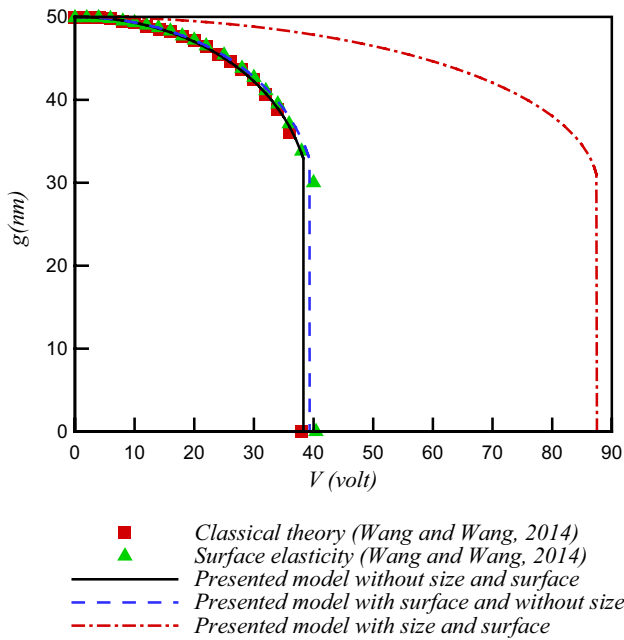 50
40
30
20
10
0
g(nm)
0 10 20 30 40 50 60 70 80 90
V (volt)
Classical theory (Wang and Wang, 2014)
Surface elasticity (Wang and Wang, 2014)
Presented model without size and surface
Presented model with surface and without size
Presented model with size and surface